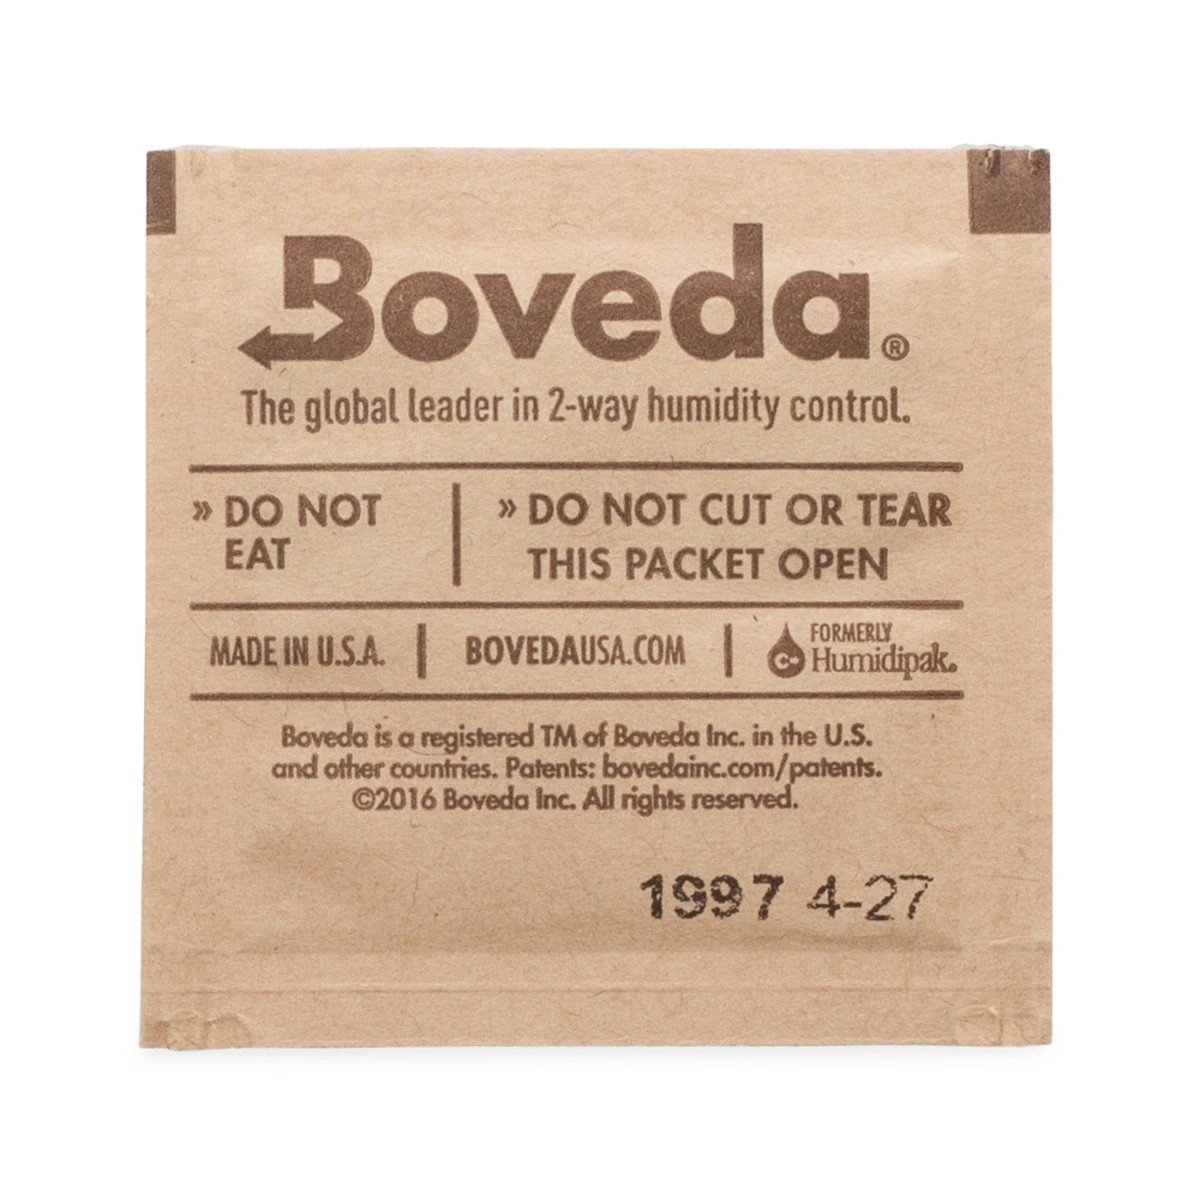 Boveda®
The global leader in 2-way humidity control.
» DO NOT
EAT
» DO NOT CUT OR TEAR
THIS PACKET OPEN
MADE IN U.S.A.
BOVEDAUSA.COM
FORMERLY
Humidipak.
Boveda is a registered TM of Boveda Inc. in the U.S.
and other countries. Patents: bovedainc.com/patents.
©2016 Boveda Inc. All rights reserved.
1997 4-27